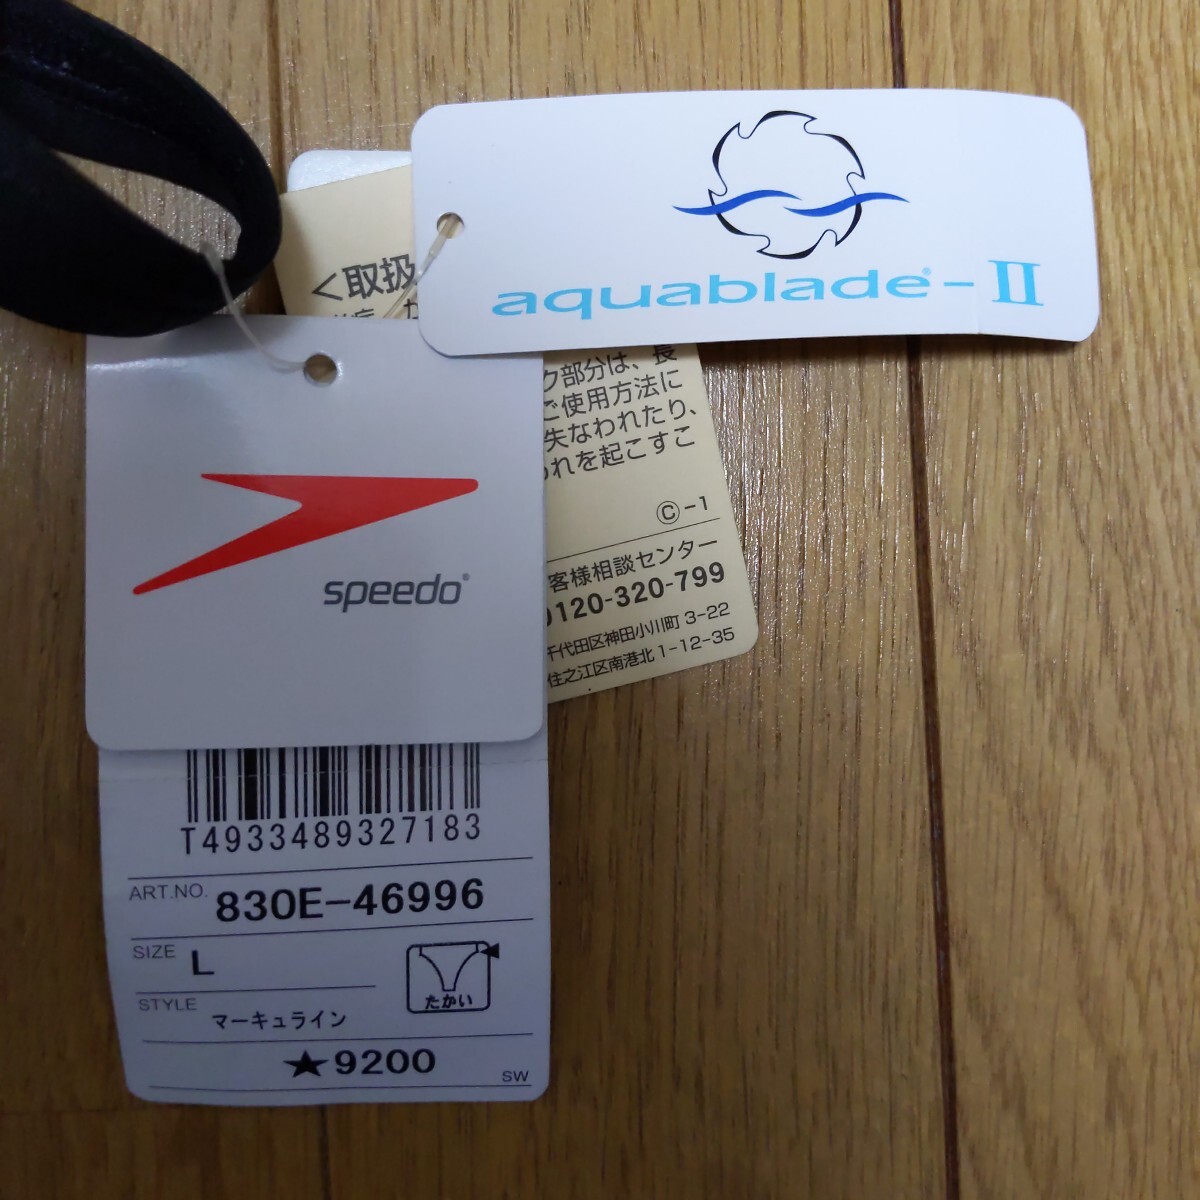 aquablade®-II
<取扱
ク部分は、長
ご使用方法に
失なわれたり、
われを起こすこ
Ⓒ-1
客様相談センター
0120-320-799
千代田区神田小川町 3-22
住之江区南港北 1-12-35
speedo®
T4933489327183
ART.NO. 830E-46996
SIZE L
たかい
STYLE マーキュライン
★9200
SW